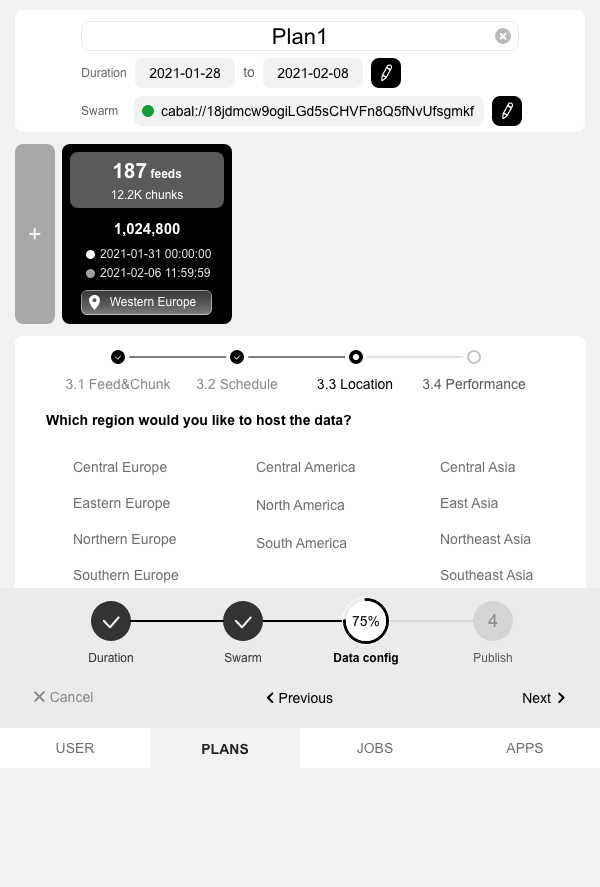 Plan1
Duration 2021-01-28 to 2021-02-08
Swarm cabal://18jdmcw9ogiLGd5sCHVFn8Q5fNvUfsgmkf
+
187 feeds
12.2K chunks
1,024,800
2021-01-31 00:00:00
2021-02-06 11:59:59
Western Europe
3.1 Feed&Chunk 3.2 Schedule 3.3 Location 3.4 Performance
Which region would you like to host the data?
Central Europe Central America Central Asia
Eastern Europe North America East Asia
Northern Europe South America Northeast Asia
Southern Europe Southeast Asia
75% 4
Duration Swarm Data config Publish
Cancel Previous Next
USER PLANS JOBS APPS